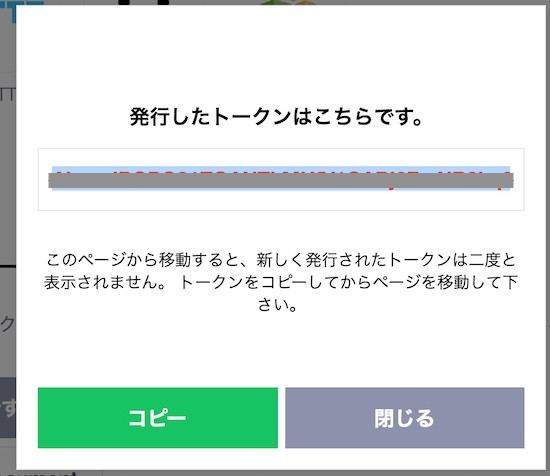 発行したトークンはこちらです。
このページから移動すると、新しく発行されたトークンは二度と
表示されません。 トークンをコピーしてからページを移動して下
さい。
コピー
閉じる